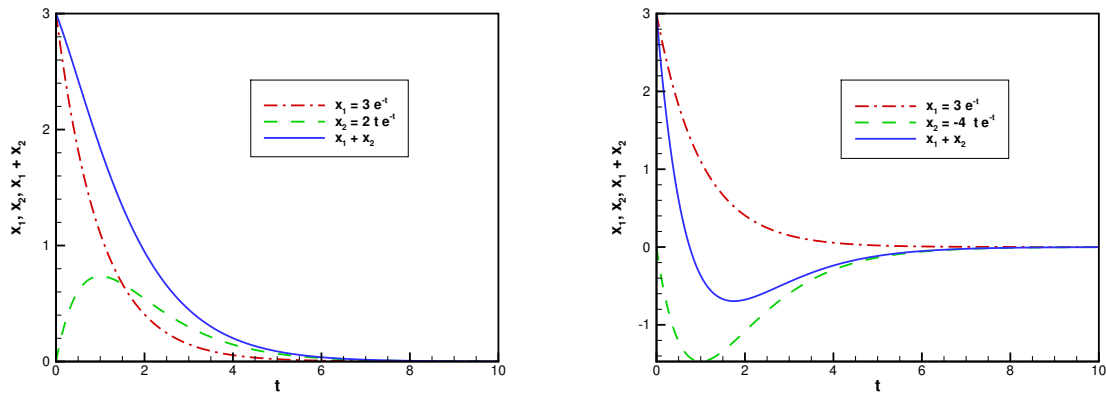 3
2
1
0
0 2 4 6 8 10
t
x₁, x₂, x₁ + x₂
x₁ = 3 e⁻ᵗ
x₂ = 2 t e⁻ᵗ
x₁ + x₂
3
2
1
0
-1
0 2 4 6 8 10
t
x₁, x₂, x₁ + x₂
x₁ = 3 e⁻ᵗ
x₂ = -4 t e⁻ᵗ
x₁ + x₂